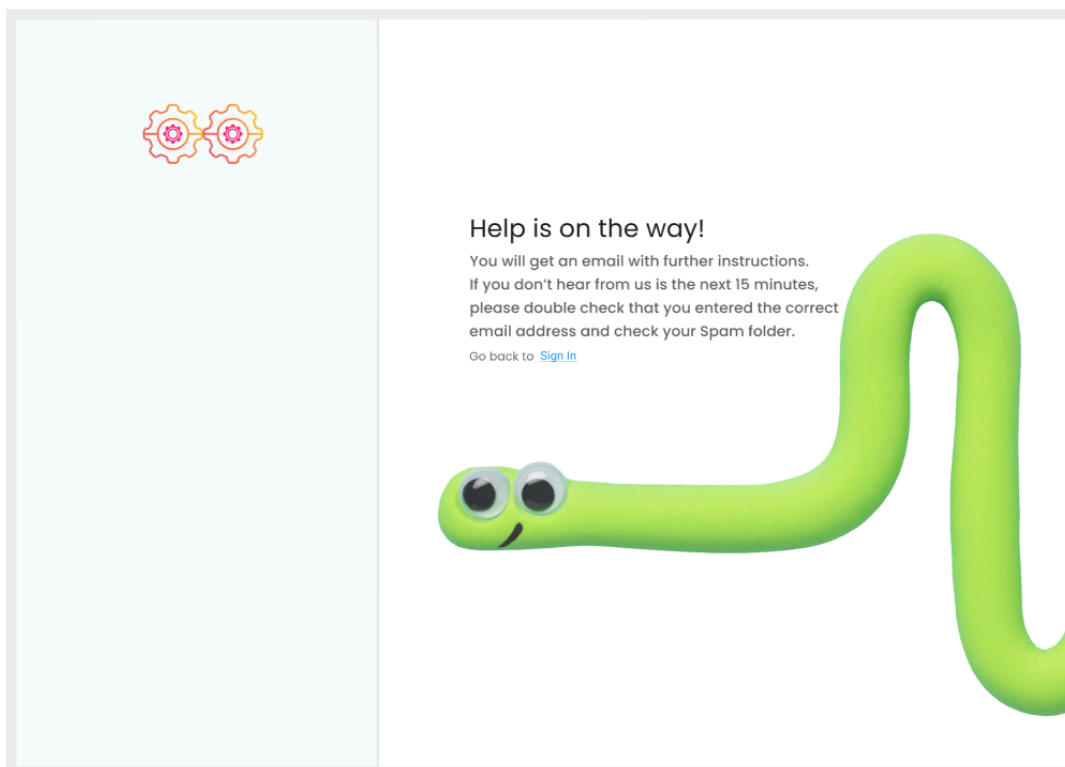 Help is on the way!
You will get an email with further instructions.
If you don't hear from us is the next 15 minutes,
please double check that you entered the correct
email address and check your Spam folder.
Go back to Sign In